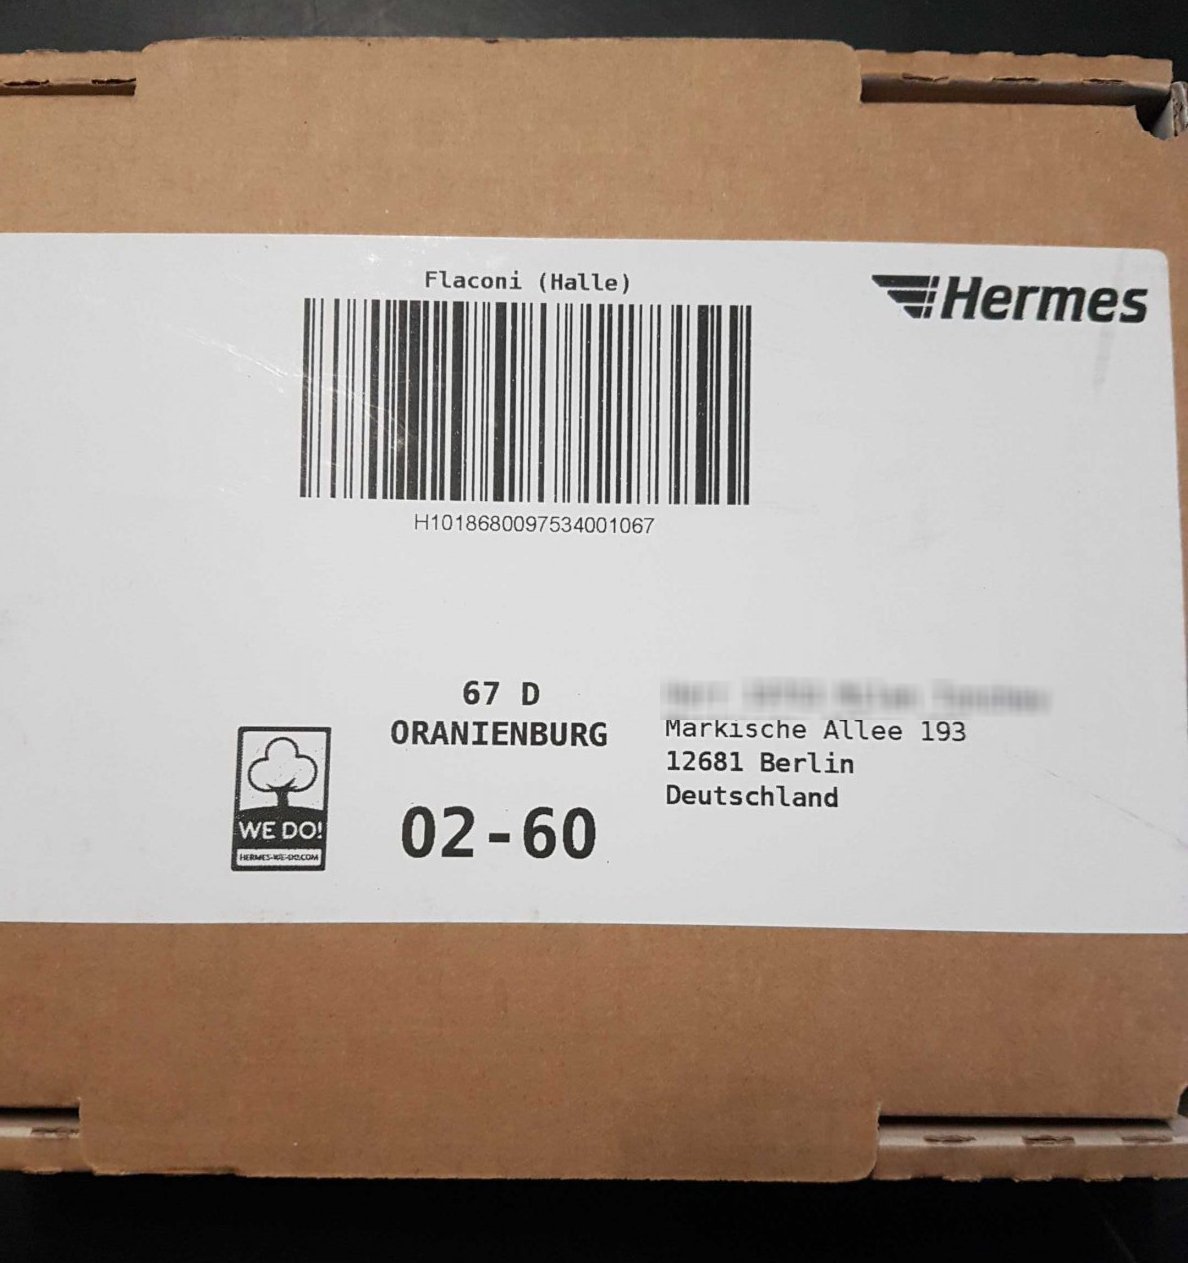 Flaconi (Halle)
Hermes
H1018680097534001067
67 D
ORANIENBURG
02-60
Märkische Allee 193
12681 Berlin
Deutschland
WE DO!
HERMES-WE-DO.COM